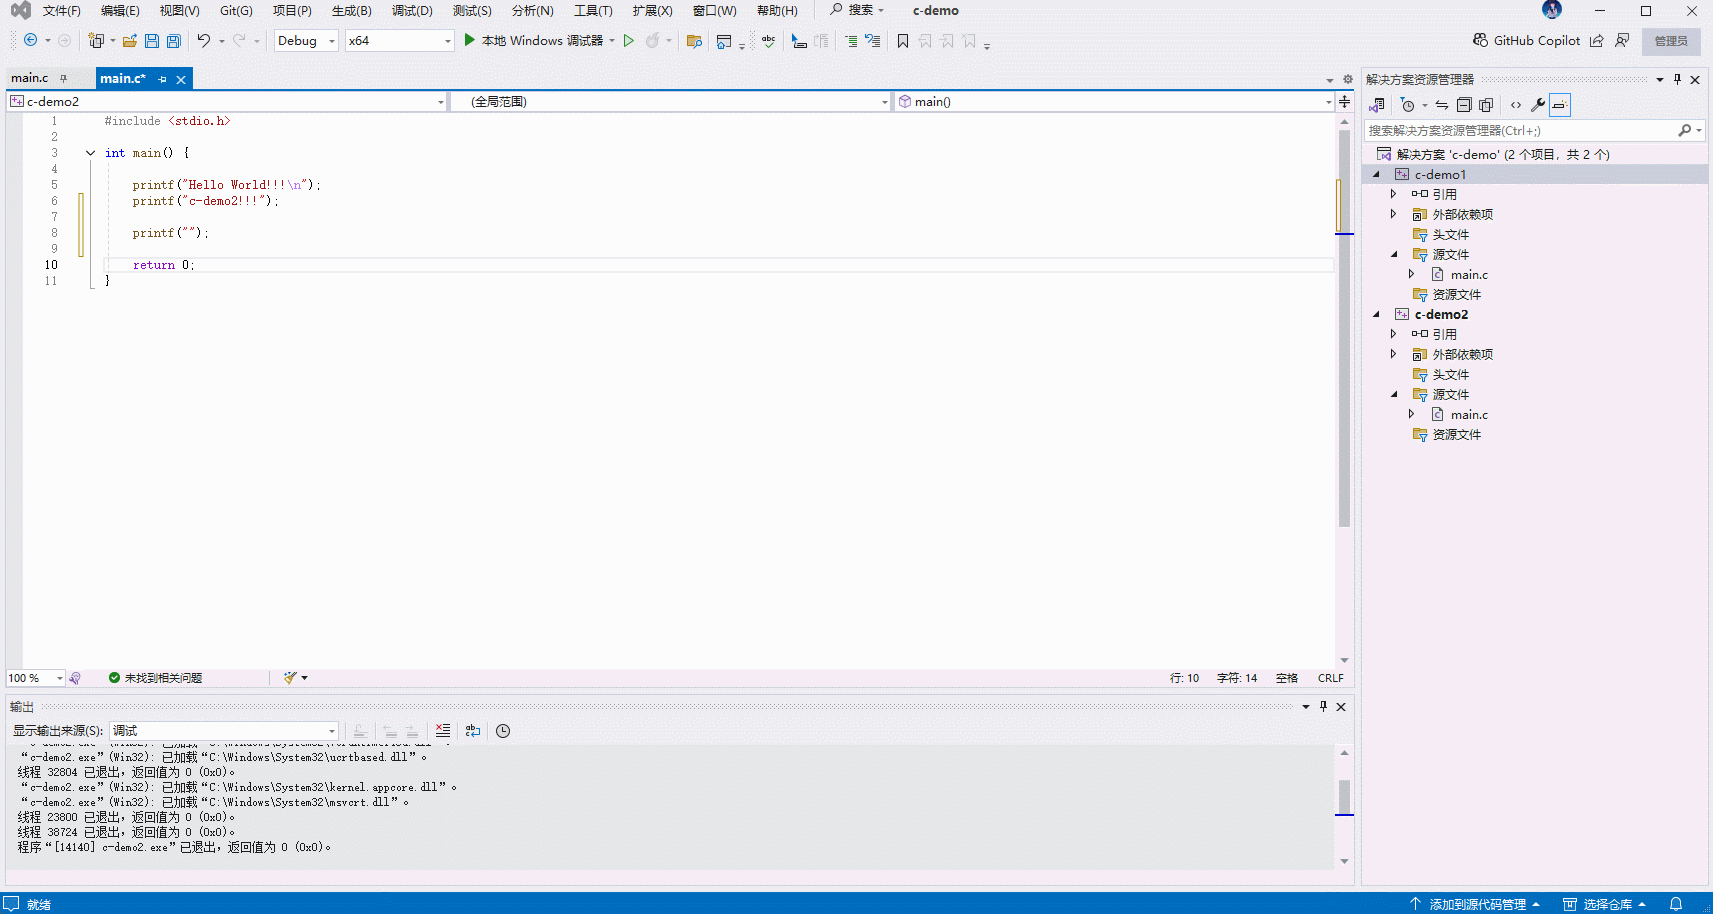 文件(F) 编辑(E) 视图(V) Git(G) 项目(P) 生成(B) 调试(D) 测试(S) 分析(N) 工具(T) 扩展(X) 窗口(W) 帮助(H) 搜索 c-demo
Debug x64 本地 Windows 调试器 abc GitHub Copilot 管理员
main.c main.c*
c-demo2 (全局范围) main()
1 #include <stdio.h>
2
3 int main() {
4
5 printf("Hello World!!!\n");
6 printf("c-demo2!!!");
7
8 printf("");
9
10 return 0;
11 }
100 % 未找到相关问题 行: 10 字符: 14 空格 CRLF
输出
显示输出来源(S): 调试
“c-demo2.exe”(Win32): 已加载“C:\Windows\System32\ucrtbased.dll”。
线程 32804 已退出，返回值为 0 (0x0)。
“c-demo2.exe”(Win32): 已加载“C:\Windows\System32\kernel.appcore.dll”。
“c-demo2.exe”(Win32): 已加载“C:\Windows\System32\msvcrt.dll”。
线程 23800 已退出，返回值为 0 (0x0)。
线程 38724 已退出，返回值为 0 (0x0)。
程序“[14140] c-demo2.exe”已退出，返回值为 0 (0x0)。
解决方案资源管理器
搜索解决方案资源管理器(Ctrl+;)
解决方案 'c-demo' (2 个项目，共 2 个)
c-demo1
引用
外部依赖项
头文件
源文件
main.c
资源文件
c-demo2
引用
外部依赖项
头文件
源文件
main.c
资源文件
就绪 添加到源代码管理 选择仓库